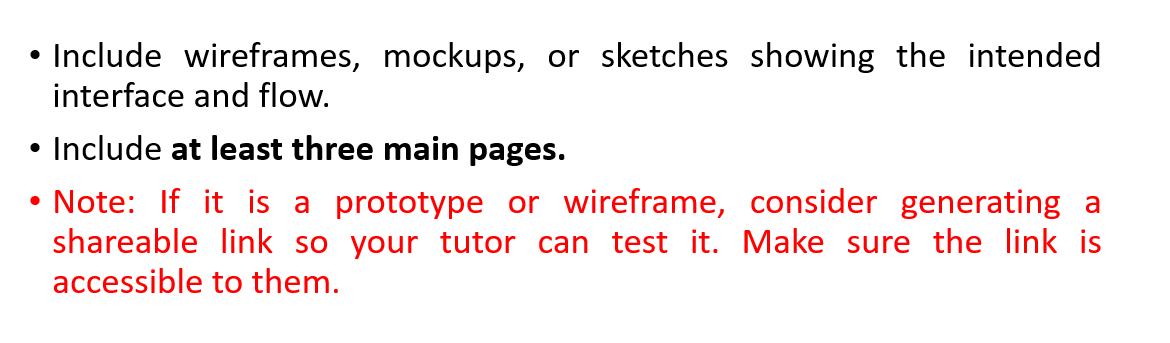 • Include wireframes, mockups, or sketches showing the intended
interface and flow.
• Include at least three main pages.
• Note: If it is a prototype or wireframe, consider generating a
shareable link so your tutor can test it. Make sure the link is
accessible to them.